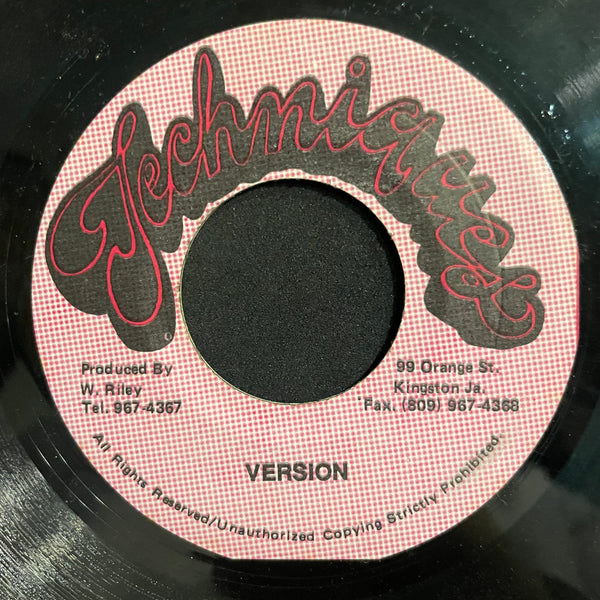 Techniques
Produced By
W. Riley
Tel. 967-4367
99 Orange St.
Kingston Ja.
Fax. (809) 967-4368
VERSION
All Rights Reserved/Unauthorized Copying Strictly Prohibited.